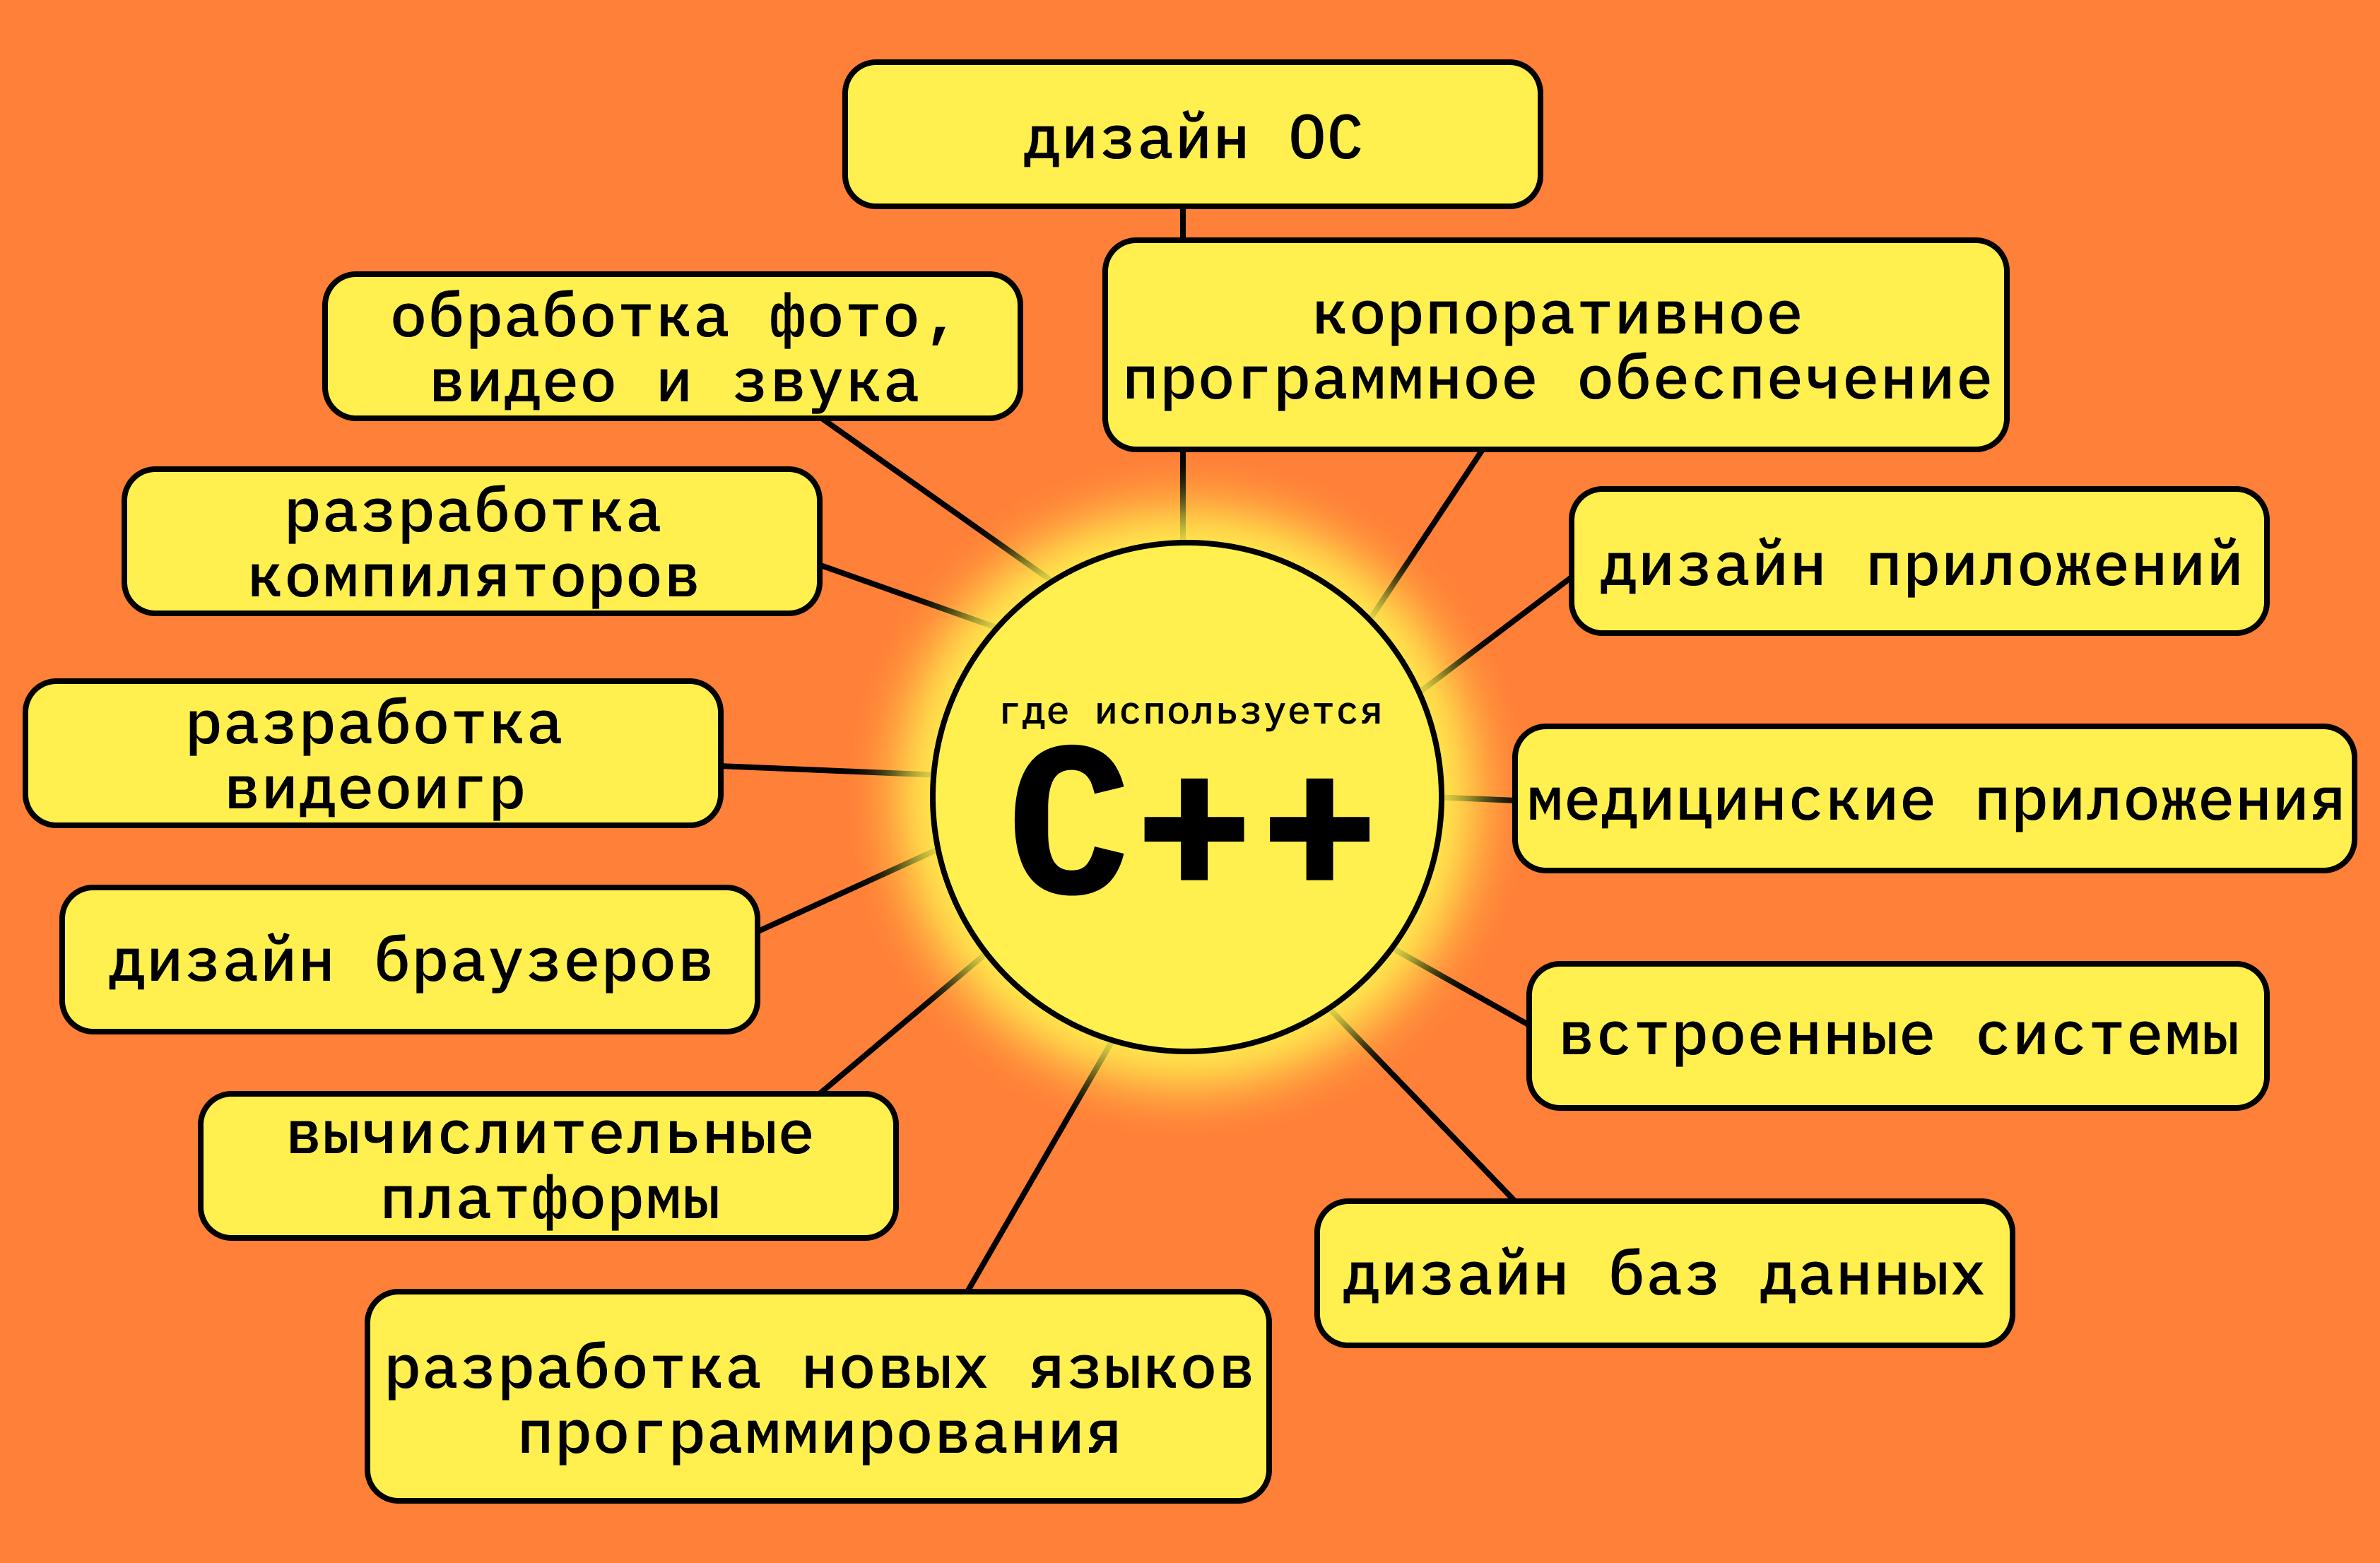 дизайн ОС
корпоративное
программное обеспечение
обработка фото,
видео и звука
разработка
компиляторов
дизайн приложений
разработка
видеоигр
где используется
C++
медицинские приложения
дизайн браузеров
встроенные системы
вычислительные
платформы
дизайн баз данных
разработка новых языков
программирования